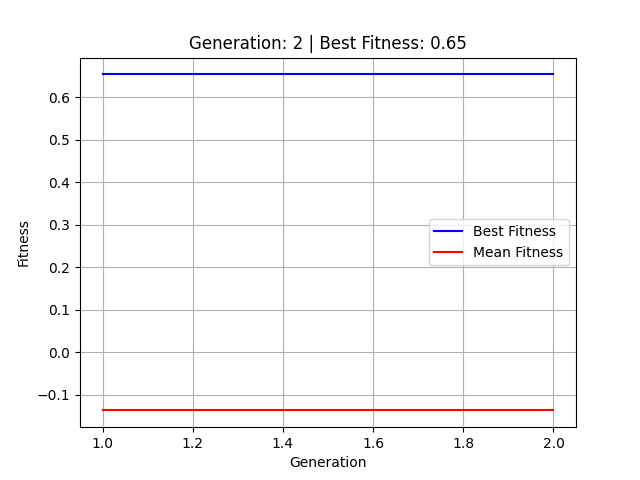 Generation: 2 | Best Fitness: 0.65
0.6
0.5
0.4
0.3
0.2
0.1
0.0
−0.1
Fitness
Best Fitness
Mean Fitness
1.0 1.2 1.4 1.6 1.8 2.0
Generation